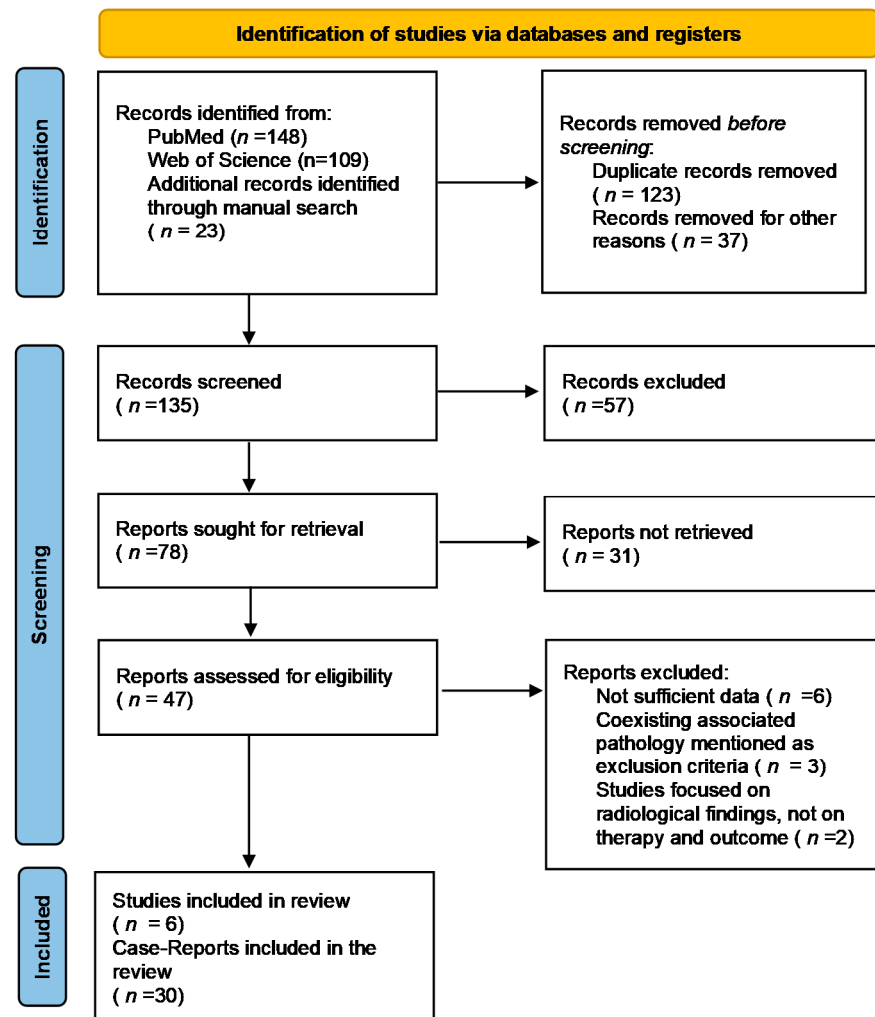 Identification of studies via databases and registers
Identification
Records identified from:
PubMed (n =148)
Web of Science (n=109)
Additional records identified
through manual search
( n = 23)
Records removed before
screening:
Duplicate records removed
( n = 123)
Records removed for other
reasons ( n = 37)
Screening
Records screened
( n =135)
Records excluded
( n =57)
Reports sought for retrieval
( n =78)
Reports not retrieved
( n = 31)
Reports assessed for eligibility
( n = 47)
Reports excluded:
Not sufficient data ( n =6)
Coexisting associated
pathology mentioned as
exclusion criteria ( n = 3)
Studies focused on
radiological findings, not on
therapy and outcome ( n =2)
Included
Studies included in review
( n = 6)
Case-Reports included in the
review
( n =30)